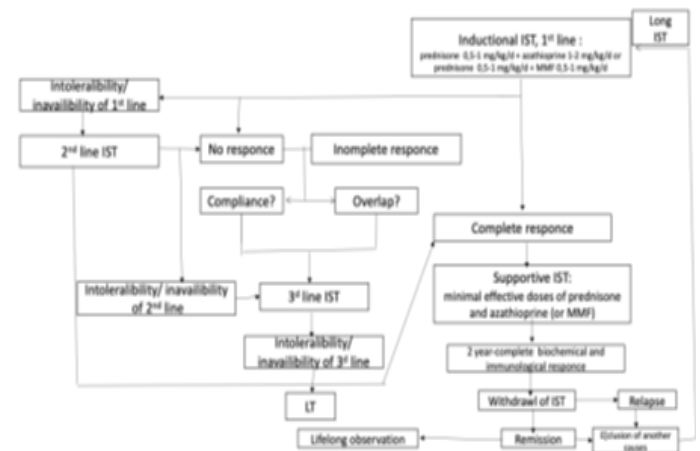 Long
IST
Inductional IST, 1st line :
prednisone 0,5-1 mg/kg/d + azathioprine 1-2 mg/kg/d or
prednisone 0,5-1 mg/kg/d + MMF 0,5-1 mg/kg/d
Intoleralibility/
inavailibility of 1st line
2nd line IST
No responce
Inomplete responce
Compliance?
Overlap?
Complete responce
Supportive IST:
minimal effective doses of prednisone
and azathioprine (or MMF)
Intoleralibility/ inavailibility
of 2nd line
3d line IST
Intoleralibility/
inavailibility of 3d line
2 year-complete biochemical and
immunological responce
LT
Withdrawl of IST
Relapse
Lifelong observation
Remission
of another